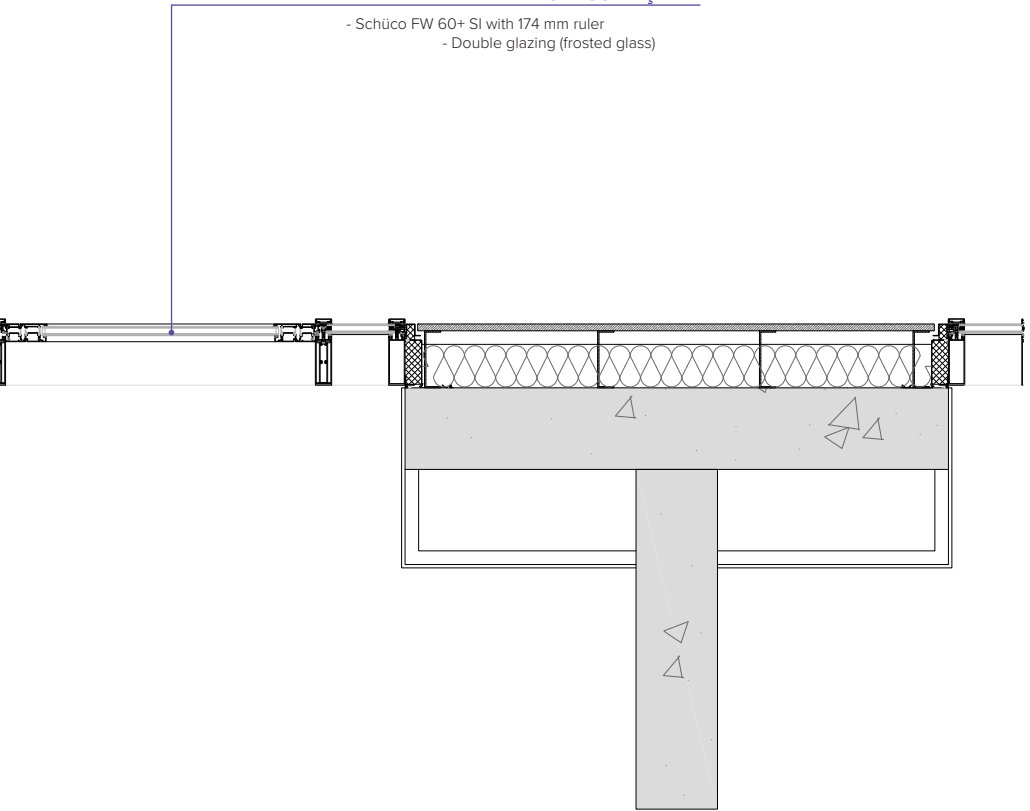 - Schüco FW 60+ SI with 174 mm ruler
- Double glazing (frosted glass)